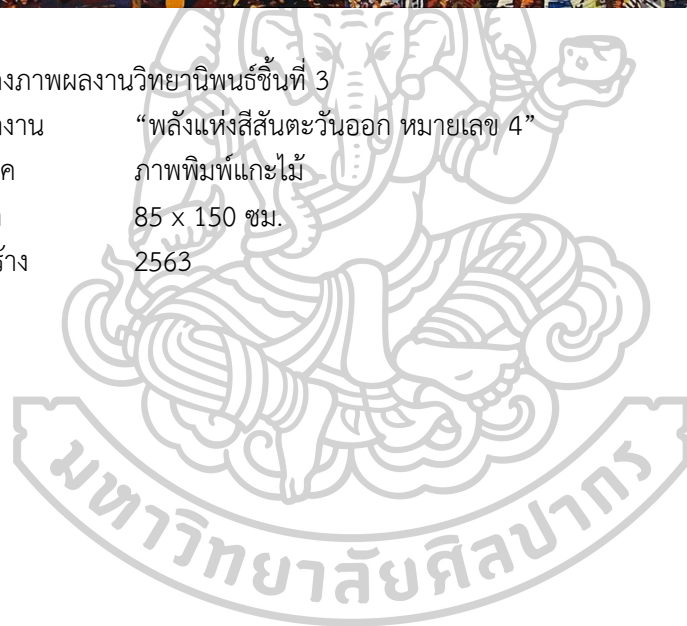 งภาพผลงานวิทยานิพนธ์ชิ้นที่ 3
งาน “พลังแห่งสีสันตะวันออก หมายเลข 4”
ค ภาพพิมพ์แกะไม้
85 x 150 ซม.
ร้าง 2563
มหาวิทยาลัยศิลปากร